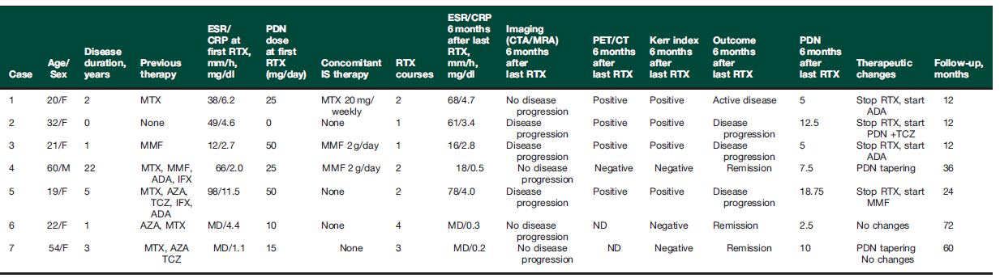 Case Age/Sex Disease duration, years Previous therapy ESR/CRP at first RTX, mm/h, mg/dl PDN dose at first RTX (mg/day) Concomitant IS therapy RTX courses ESR/CRP 6 months after last RTX, mm/h, mg/dl Imaging (CTA/MRA) 6 months after last RTX PET/CT 6 months after last RTX Kerr index 6 months after last RTX Outcome 6 months after last RTX PDN 6 months after last RTX Therapeutic changes Follow-up, months
1 20/F 2 MTX 38/6.2 25 MTX 20 mg/weekly 2 68/4.7 No disease progression Positive Positive Active disease 5 Stop RTX, start ADA 12
2 32/F 0 None 49/4.6 0 None 1 61/3.4 Disease progression Positive Positive Disease progression 12.5 Stop RTX, start PDN +TCZ 12
3 21/F 1 MMF 12/2.7 50 MMF 2 g/day 1 16/2.8 Disease progression Positive Positive Disease progression 5 Stop RTX, start ADA 12
4 60/M 22 MTX, MMF, ADA, IFX 66/2.0 25 MMF 2 g/day 2 18/0.5 No disease progression Negative Negative Remission 7.5 PDN tapering 36
5 19/F 5 MTX, AZA, TCZ, IFX, ADA 98/11.5 50 None 2 78/4.0 Disease progression Positive Positive Disease progression 18.75 Stop RTX, start MMF 24
6 22/F 1 AZA, MTX MD/4.4 10 None 4 MD/0.3 No disease progression ND Negative Remission 2.5 No changes 72
7 54/F 3 MTX, AZA TCZ MD/1.1 15 None 3 MD/0.2 No disease progression ND Negative Remission 10 PDN tapering No changes 60